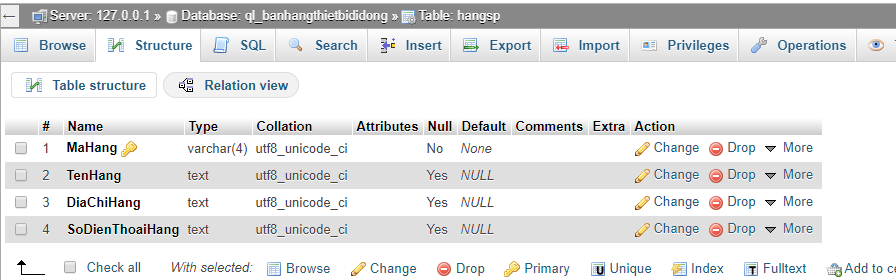 Server: 127.0.0.1 » Database: ql_banhangthietbididong » Table: hangsp
Browse Structure SQL Search Insert Export Import Privileges Operations
Table structure Relation view
# Name Type Collation Attributes Null Default Comments Extra Action
1 MaHang varchar(4) utf8_unicode_ci No None Change Drop More
2 TenHang text utf8_unicode_ci Yes NULL Change Drop More
3 DiaChiHang text utf8_unicode_ci Yes NULL Change Drop More
4 SoDienThoaiHang text utf8_unicode_ci Yes NULL Change Drop More
Check all With selected: Browse Change Drop Primary Unique Index Fulltext Add to